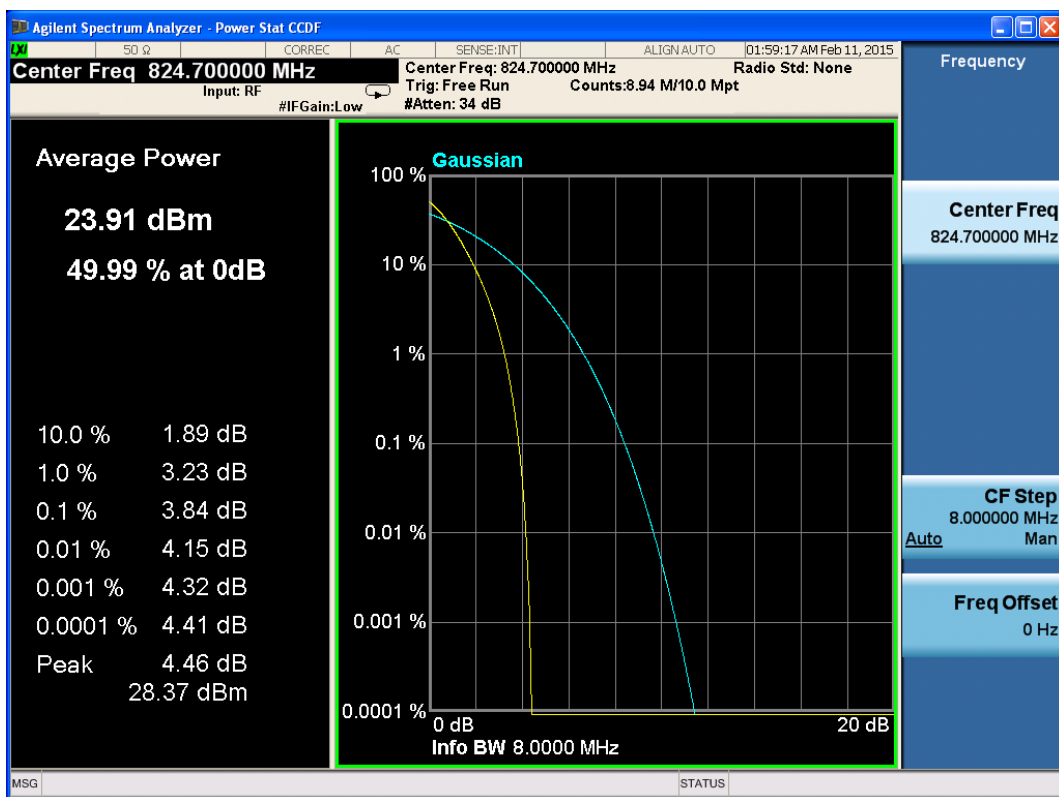 Agilent Spectrum Analyzer - Power Stat CCDF
LXI 50 Ω CORREC AC SENSE:INT ALIGN AUTO 01:59:17 AM Feb 11, 2015
Center Freq 824.700000 MHz
Input: RF
#IFGain:Low
Center Freq: 824.700000 MHz Radio Std: None
Trig: Free Run Counts:8.94 M/10.0 Mpt
#Atten: 34 dB
Average Power
23.91 dBm
49.99 % at 0dB
10.0 % 1.89 dB
1.0 % 3.23 dB
0.1 % 3.84 dB
0.01 % 4.15 dB
0.001 % 4.32 dB
0.0001 % 4.41 dB
Peak 4.46 dB
28.37 dBm
Gaussian
100 %
10 %
1 %
0.1 %
0.01 %
0.001 %
0.0001 %
0 dB 20 dB
Info BW 8.0000 MHz
Frequency
Center Freq
824.700000 MHz
CF Step
8.000000 MHz
Auto Man
Freq Offset
0 Hz
MSG STATUS